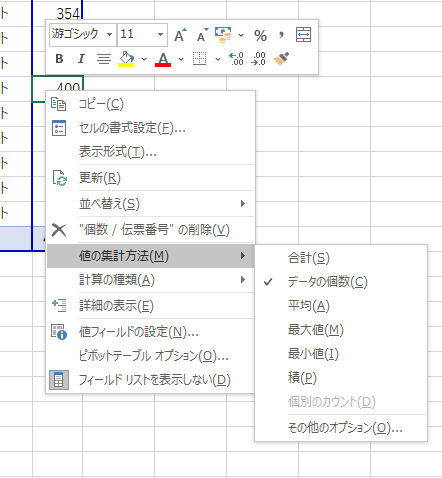 ト 354
ト
游ゴシック 11 A A % ,
B I A .0 .00
ト
ト 400
ト
コピー(C)
ト
セルの書式設定(F)...
表示形式(T)...
ト
更新(R)
ト
並べ替え(S)
ト
"個数 / 伝票番号" の削除(V)
値の集計方法(M)
計算の種類(A)
詳細の表示(E)
値フィールドの設定(N)...
ピボットテーブル オプション(O)...
フィールド リストを表示しない(D)
合計(S)
データの個数(C)
平均(A)
最大値(M)
最小値(I)
積(P)
個別のカウント(D)
その他のオプション(O)...